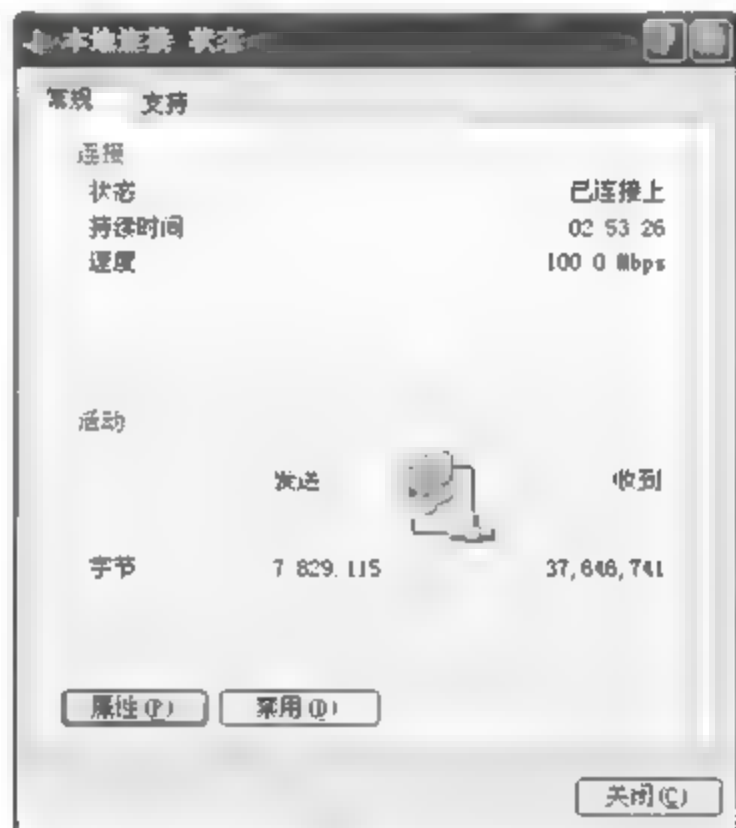 本地连接 状态
常规 支持
连接
状态 已连接上
持续时间 02 53 26
速度 100 0 Mbps
活动
发送 收到
字节 7 829.115 37,646,741
属性(P) 禁用(D)
关闭(C)